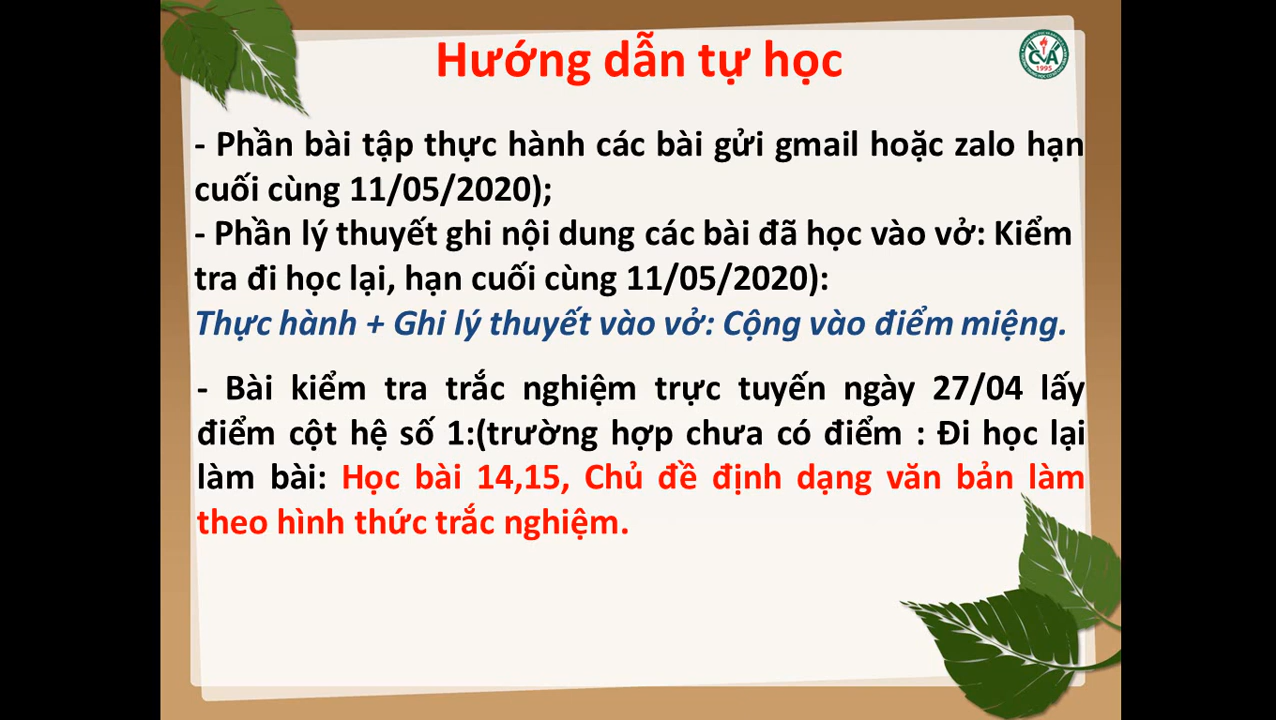 Hướng dẫn tự học
CVA
1995
- Phần bài tập thực hành các bài gửi gmail hoặc zalo hạn
cuối cùng 11/05/2020);
- Phần lý thuyết ghi nội dung các bài đã học vào vở: Kiểm
tra đi học lại, hạn cuối cùng 11/05/2020):
Thực hành + Ghi lý thuyết vào vở: Cộng vào điểm miệng.
- Bài kiểm tra trắc nghiệm trực tuyến ngày 27/04 lấy
điểm cột hệ số 1:(trường hợp chưa có điểm : Đi học lại
làm bài: Học bài 14,15, Chủ đề định dạng văn bản làm
theo hình thức trắc nghiệm.